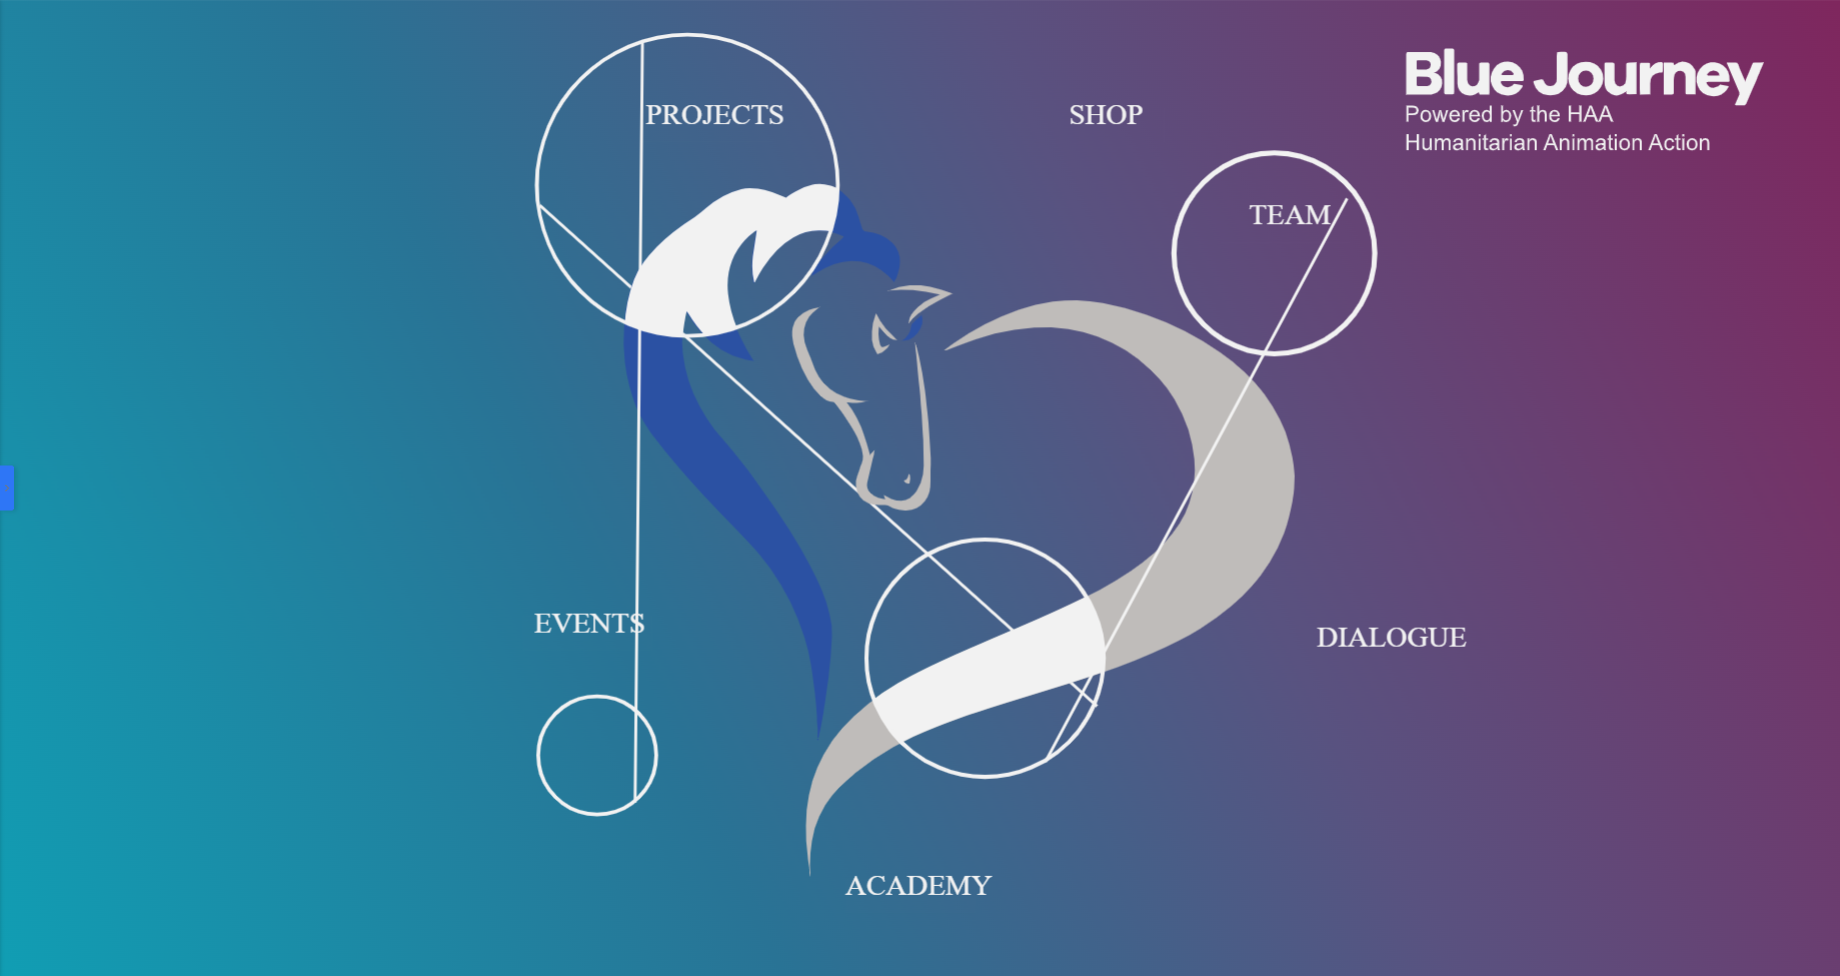 Blue Journey
Powered by the HAA
Humanitarian Animation Action
PROJECTS
SHOP
TEAM
EVENTS
DIALOGUE
ACADEMY